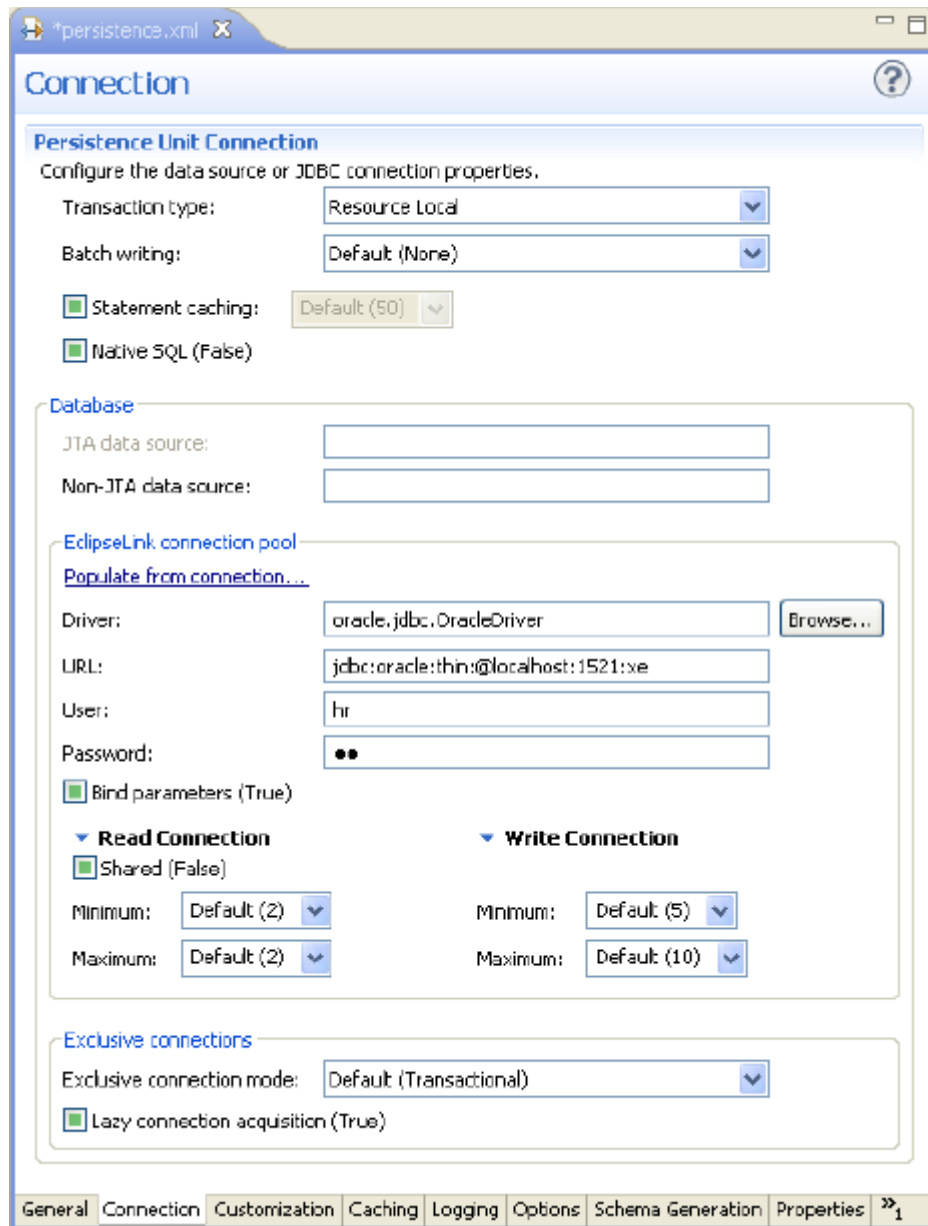 *persistence.xml
Connection
?
Persistence Unit Connection
Configure the data source or JDBC connection properties.
Transaction type: Resource Local
Batch writing: Default (None)
Statement caching: Default (50)
Native SQL (False)
Database
JTA data source:
Non-JTA data source:
EclipseLink connection pool
Populate from connection...
Driver: oracle.jdbc.OracleDriver Browse...
URL: jdbc:oracle:thin:@localhost:1521:xe
User: hr
Password: ●●
Bind parameters (True)
Read Connection Write Connection
Shared (False)
Minimum: Default (2) Minimum: Default (5)
Maximum: Default (2) Maximum: Default (10)
Exclusive connections
Exclusive connection mode: Default (Transactional)
Lazy connection acquisition (True)
General Connection Customization Caching Logging Options Schema Generation Properties »1